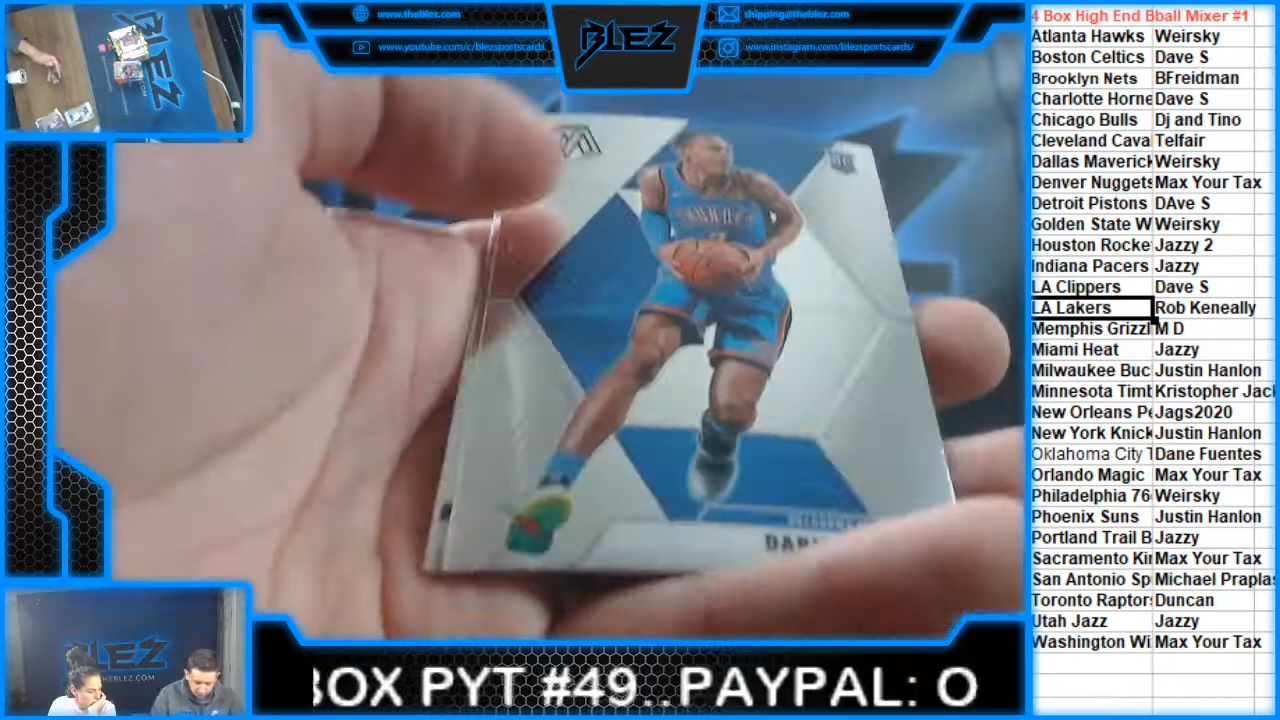 www.theblez.com
shipping@theblez.com
www.youtube.com/c/blezsportscards/
www.instagram.com/blezsportscards/
BLEZ
4 Box High End Bball Mixer #1
Atlanta Hawks Weirsky
Boston Celtics Dave S
Brooklyn Nets BFreidman
Charlotte Horne Dave S
Chicago Bulls Dj and Tino
Cleveland Cava Telfair
Dallas Maverick Weirsky
Denver Nuggets Max Your Tax
Detroit Pistons DAve S
Golden State W Weirsky
Houston Rocke Jazzy 2
Indiana Pacers Jazzy
LA Clippers Dave S
LA Lakers Rob Keneally
Memphis Grizzl M D
Miami Heat Jazzy
Milwaukee Buc Justin Hanlon
Minnesota Timb Kristopher Jack
New Orleans Pe Jags2020
New York Knick Justin Hanlon
Oklahoma City T Dane Fuentes
Orlando Magic Max Your Tax
Philadelphia 76 Weirsky
Phoenix Suns Justin Hanlon
Portland Trail B Jazzy
Sacramento Kin Max Your Tax
San Antonio Sp Michael Praplas
Toronto Raptors Duncan
Utah Jazz Jazzy
Washington Wi Max Your Tax
BLEZ
BLEZ
THEBLEZ.COM
BOX PYT #49..PAYPAL: O